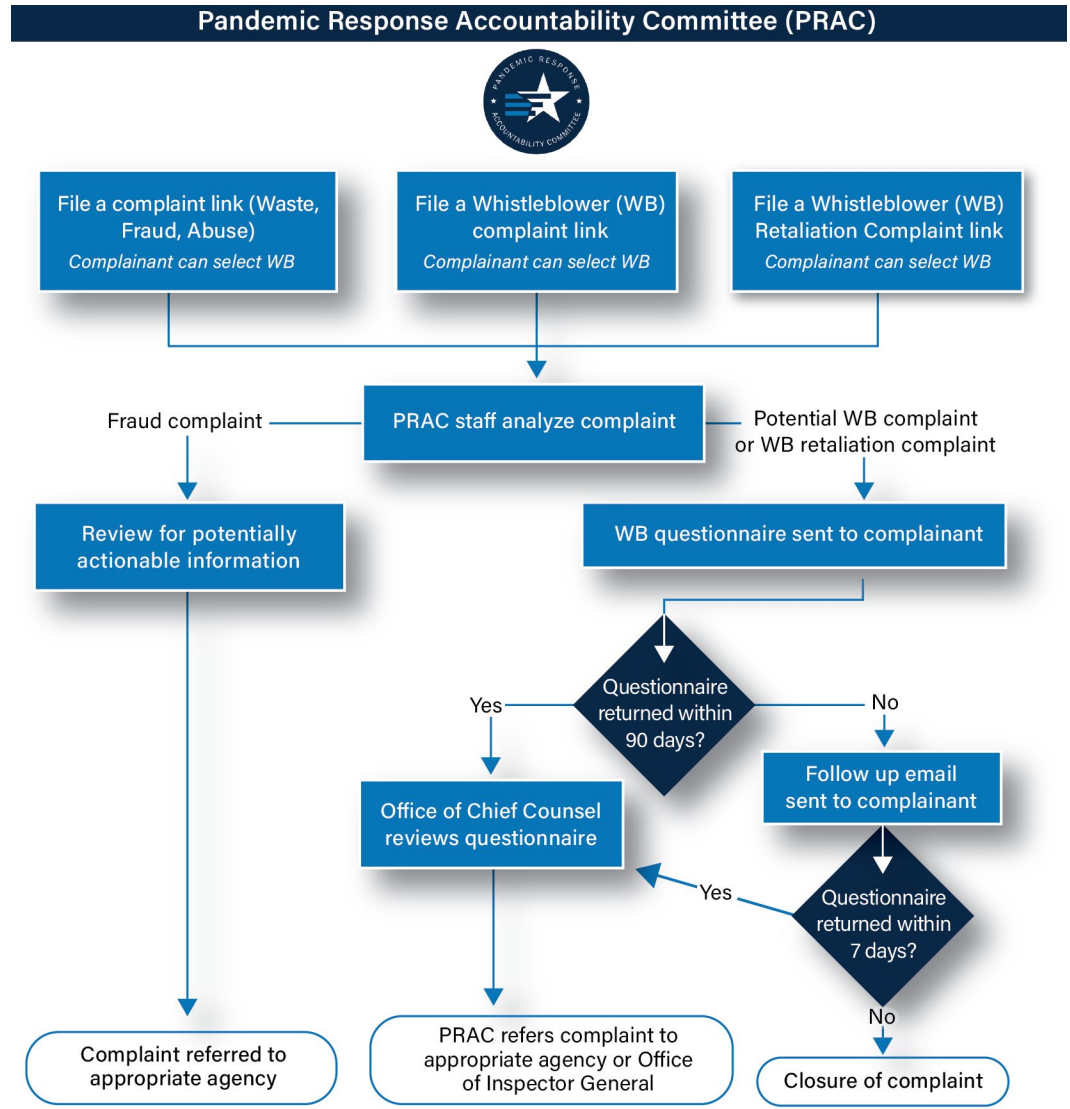 Pandemic Response Accountability Committee (PRAC)
PANDEMIC RESPONSE
ACCOUNTABILITY COMMITTEE
File a complaint link (Waste,
Fraud, Abuse)
Complainant can select WB
File a Whistleblower (WB)
complaint link
Complainant can select WB
File a Whistleblower (WB)
Retaliation Complaint link
Complainant can select WB
PRAC staff analyze complaint
Fraud complaint
Potential WB complaint
or WB retaliation complaint
Review for potentially
actionable information
WB questionnaire sent to complainant
Questionnaire
returned within
90 days?
Yes
No
Office of Chief Counsel
reviews questionnaire
Follow up email
sent to complainant
Yes
Questionnaire
returned within
7 days?
No
Complaint referred to
appropriate agency
PRAC refers complaint to
appropriate agency or Office
of Inspector General
Closure of complaint